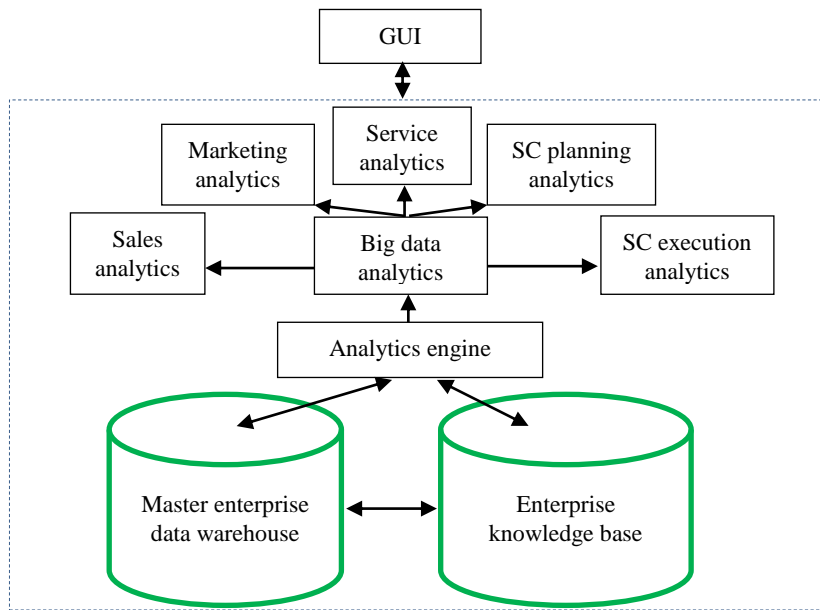 GUI
Service
analytics
Marketing
analytics
SC planning
analytics
Sales
analytics
Big data
analytics
SC execution
analytics
Analytics engine
Master enterprise
data warehouse
Enterprise
knowledge base